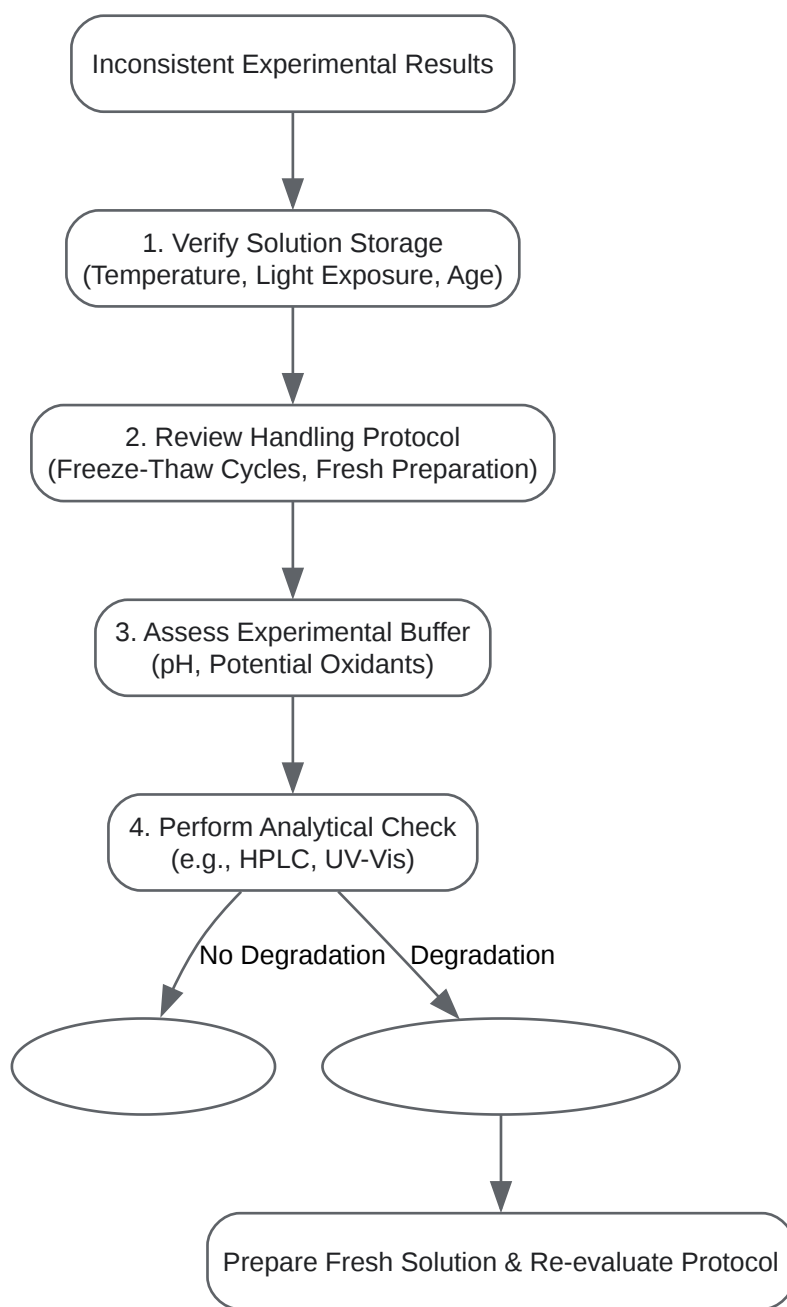 Inconsistent Experimental Results
1. Verify Solution Storage
(Temperature, Light Exposure, Age)
2. Review Handling Protocol
(Freeze-Thaw Cycles, Fresh Preparation)
3. Assess Experimental Buffer
(pH, Potential Oxidants)
4. Perform Analytical Check
(e.g., HPLC, UV-Vis)
No Degradation
Degradation
Prepare Fresh Solution & Re-evaluate Protocol